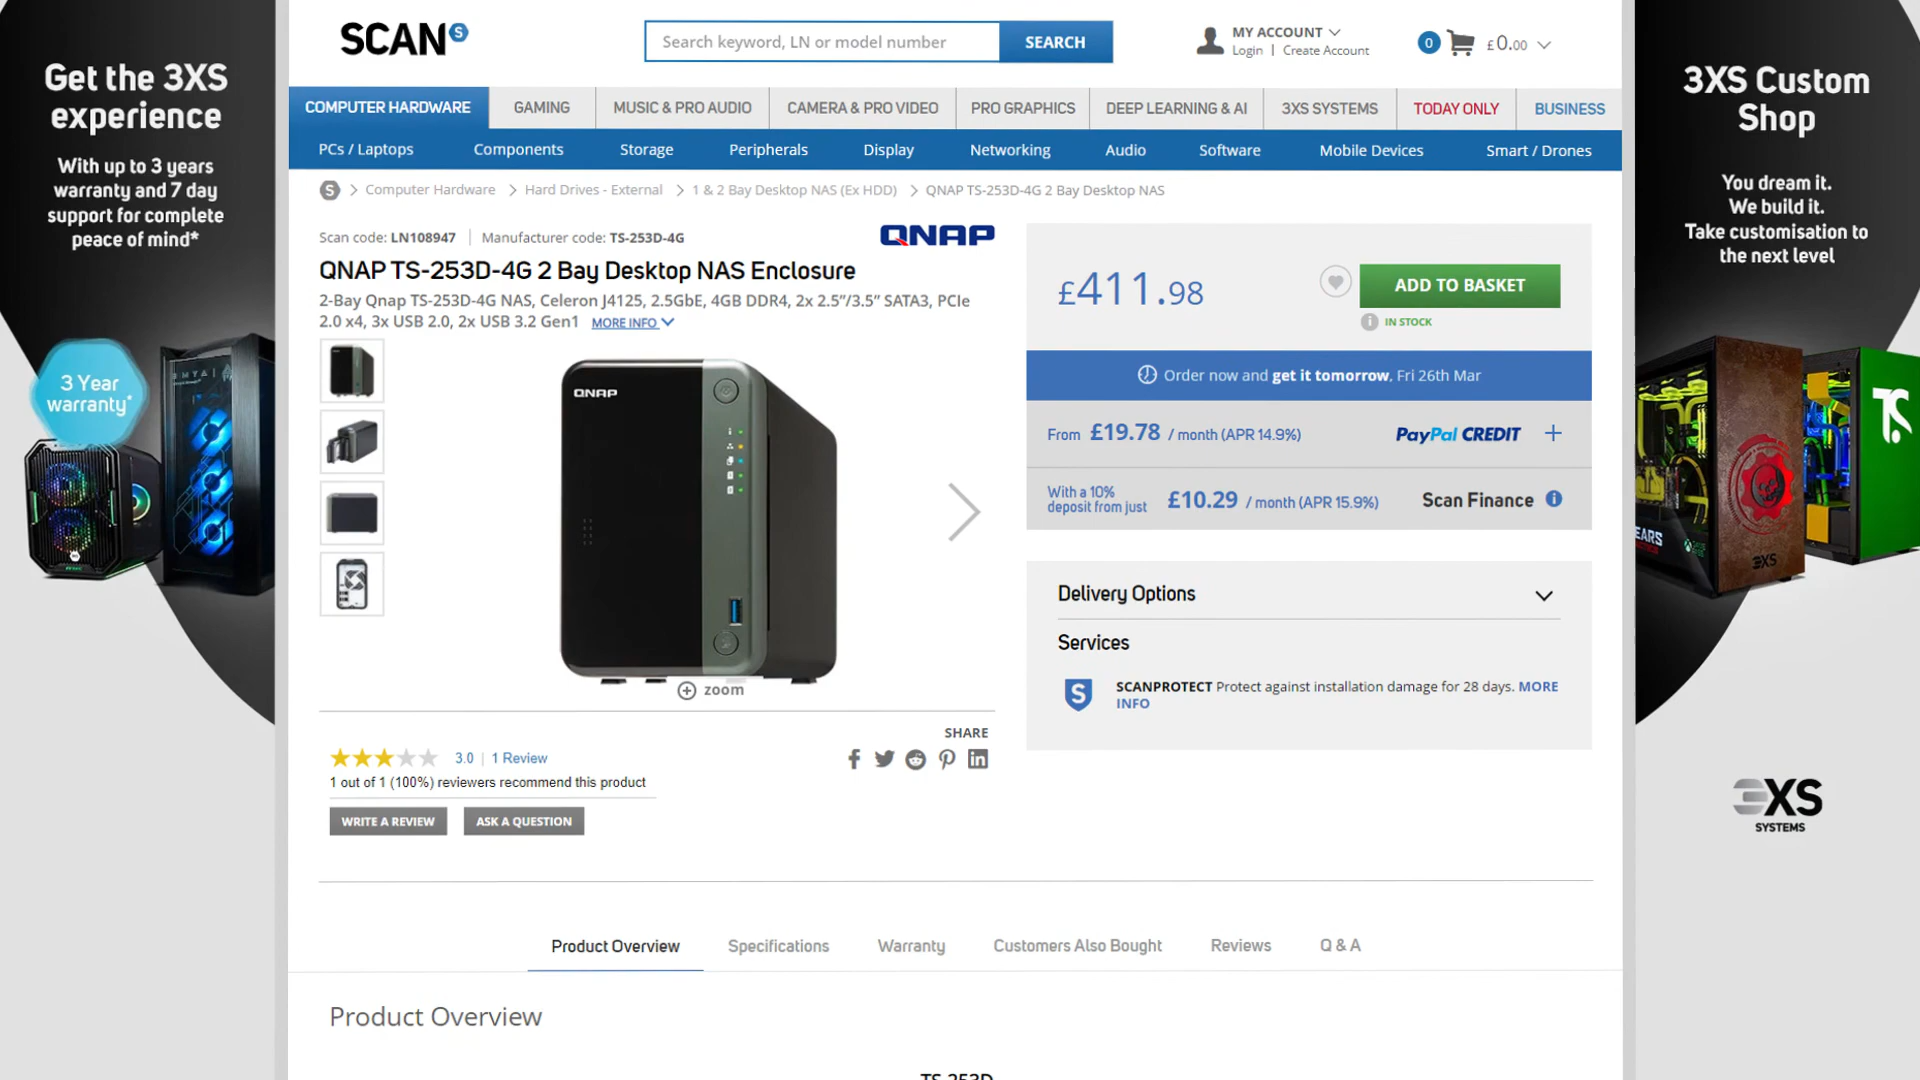 Get the 3XS
experience
With up to 3 years
warranty and 7 day
support for complete
peace of mind*
3 Year
warranty*
SCAN S
Search keyword, LN or model number
SEARCH
MY ACCOUNT
Login | Create Account
0
£0.00
COMPUTER HARDWARE
GAMING
MUSIC & PRO AUDIO
CAMERA & PRO VIDEO
PRO GRAPHICS
DEEP LEARNING & AI
3XS SYSTEMS
TODAY ONLY
BUSINESS
PCs / Laptops
Components
Storage
Peripherals
Display
Networking
Audio
Software
Mobile Devices
Smart / Drones
S > Computer Hardware > Hard Drives - External > 1 & 2 Bay Desktop NAS (Ex HDD) > QNAP TS-253D-4G 2 Bay Desktop NAS
Scan code: LN108947 | Manufacturer code: TS-253D-4G
QNAP
QNAP TS-253D-4G 2 Bay Desktop NAS Enclosure
2-Bay Qnap TS-253D-4G NAS, Celeron J4125, 2.5GbE, 4GB DDR4, 2x 2.5”/3.5” SATA3, PCIe
2.0 x4, 3x USB 2.0, 2x USB 3.2 Gen1 MORE INFO
QNAP
zoom
SHARE
3.0 | 1 Review
1 out of 1 (100%) reviewers recommend this product
WRITE A REVIEW
ASK A QUESTION
£411.98
ADD TO BASKET
IN STOCK
Order now and get it tomorrow, Fri 26th Mar
From £19.78 / month (APR 14.9%)
PayPal CREDIT +
With a 10%
deposit from just
£10.29 / month (APR 15.9%)
Scan Finance
Delivery Options
Services
S
SCANPROTECT Protect against installation damage for 28 days. MORE
INFO
Product Overview
Specifications
Warranty
Customers Also Bought
Reviews
Q & A
Product Overview
TS-253D
3XS Custom
Shop
You dream it.
We build it.
Take customisation to
the next level
EARS
XBOX
3XS
3XS
SYSTEMS